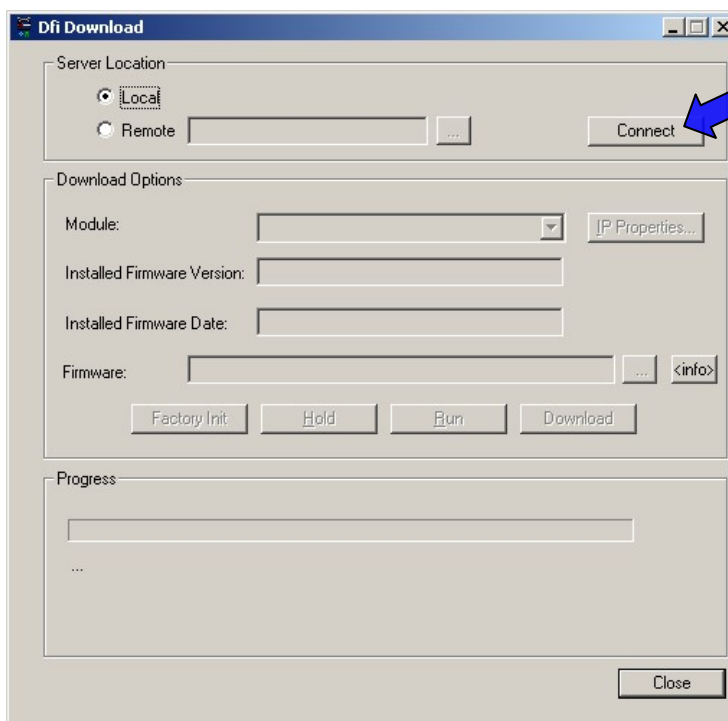 Dfi Download
Server Location
Local
Remote ... Connect
Download Options
Module: IP Properties...
Installed Firmware Version:
Installed Firmware Date:
Firmware: ... <info>
Factory Init Hold Run Download
Progress
...
Close